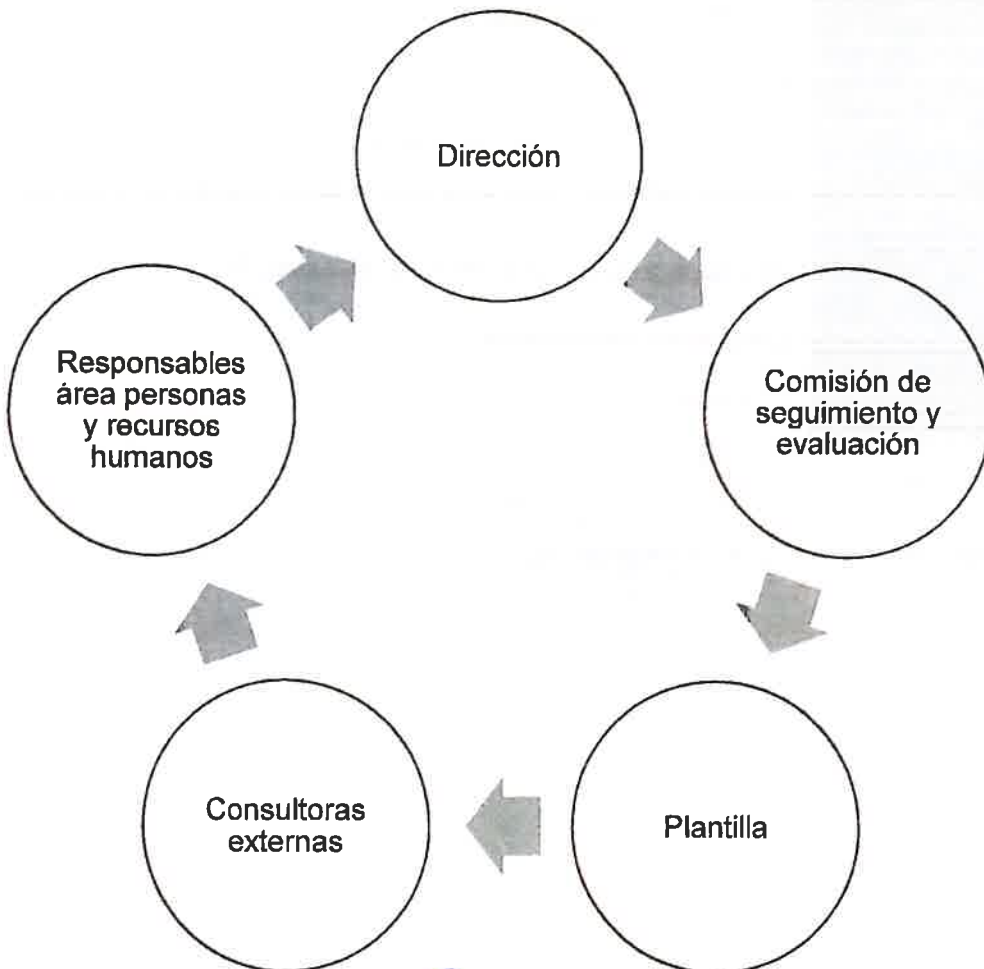 Dirección
Comisión de
seguimiento y
evaluación
Plantilla
Consultoras
externas
Responsables
área personas
y recursos
humanos